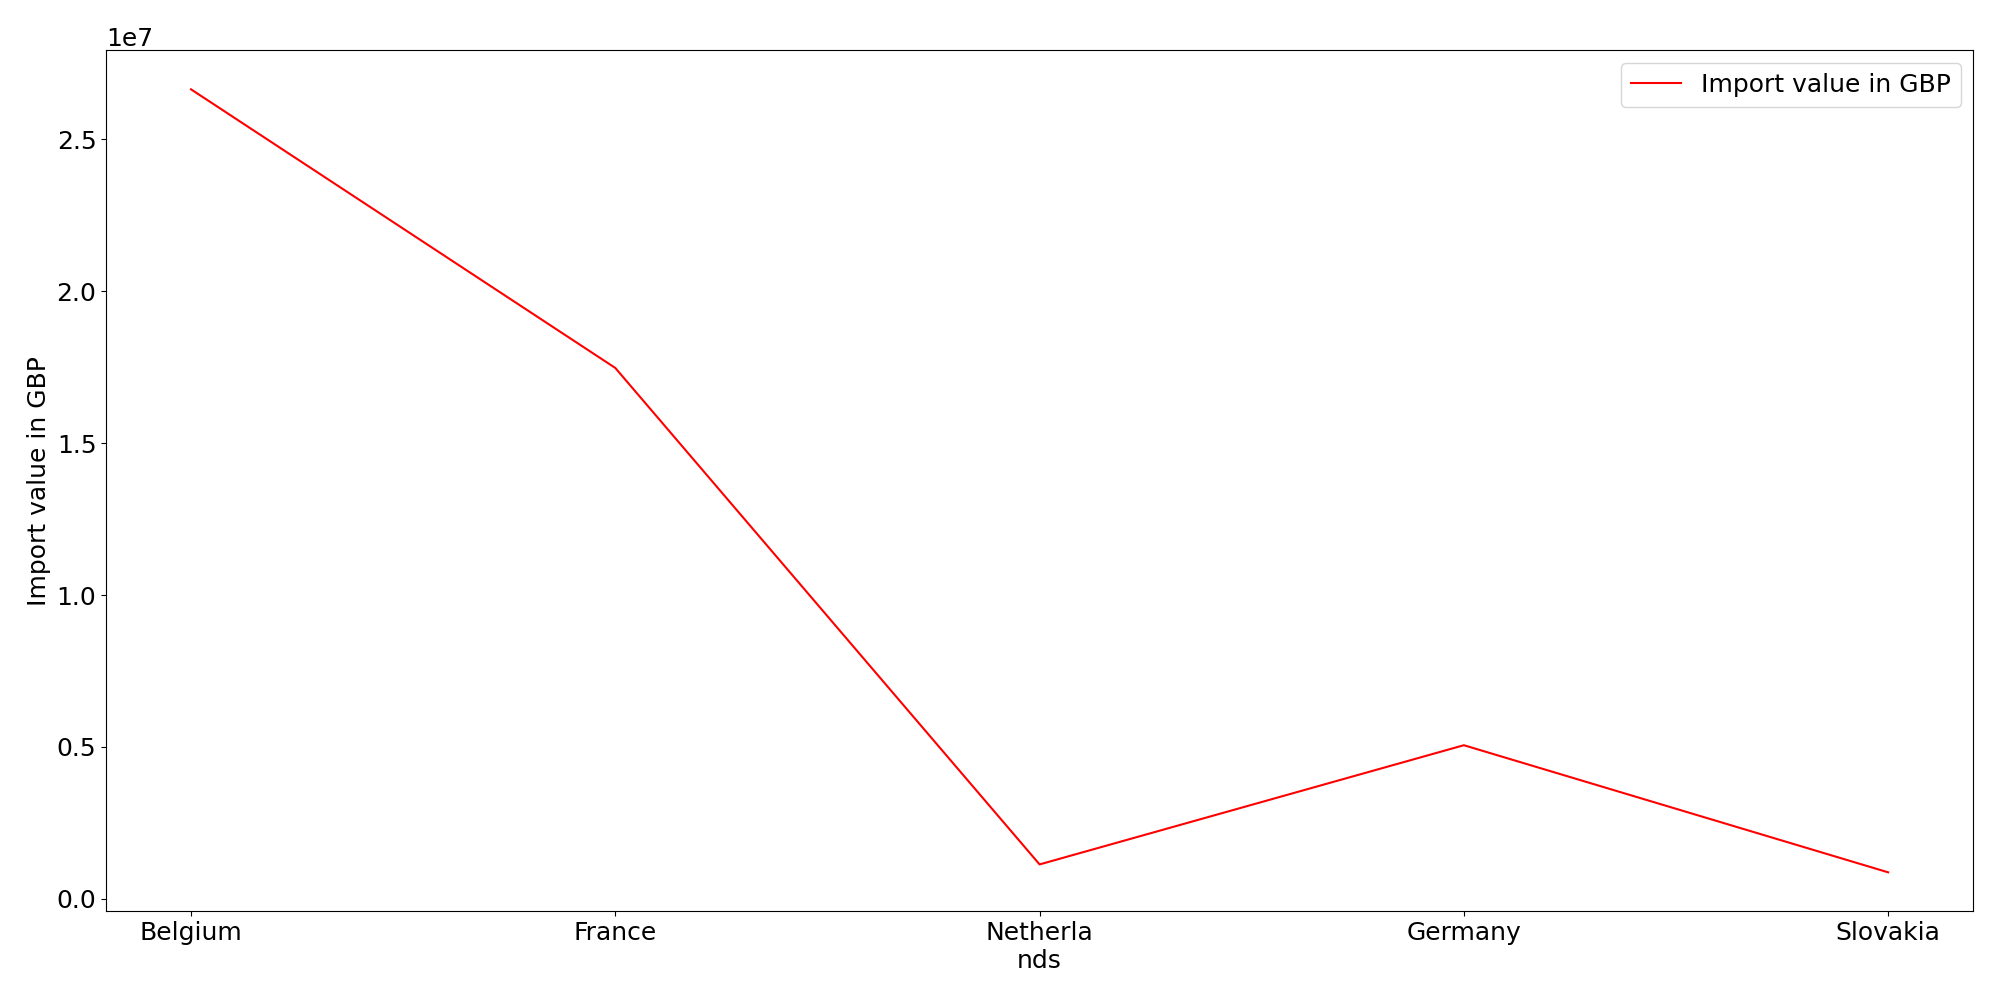 1e7
Import value in GBP
2.5
2.0
1.5
1.0
0.5
0.0
Import value in GBP
Belgium
France
Netherla
nds
Germany
Slovakia